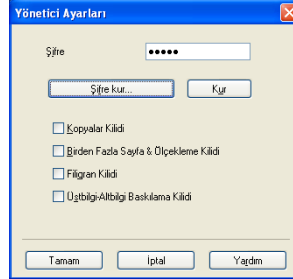 Yönetici Ayarları
Şifre
Şifre kur...
Kur
Kopyalar Kilidi
Birden Fazla Sayfa & Ölçekleme Kilidi
Filigran Kilidi
Üstbilgi-Altbilgi Baskılama Kilidi
Tamam
İptal
Yardım